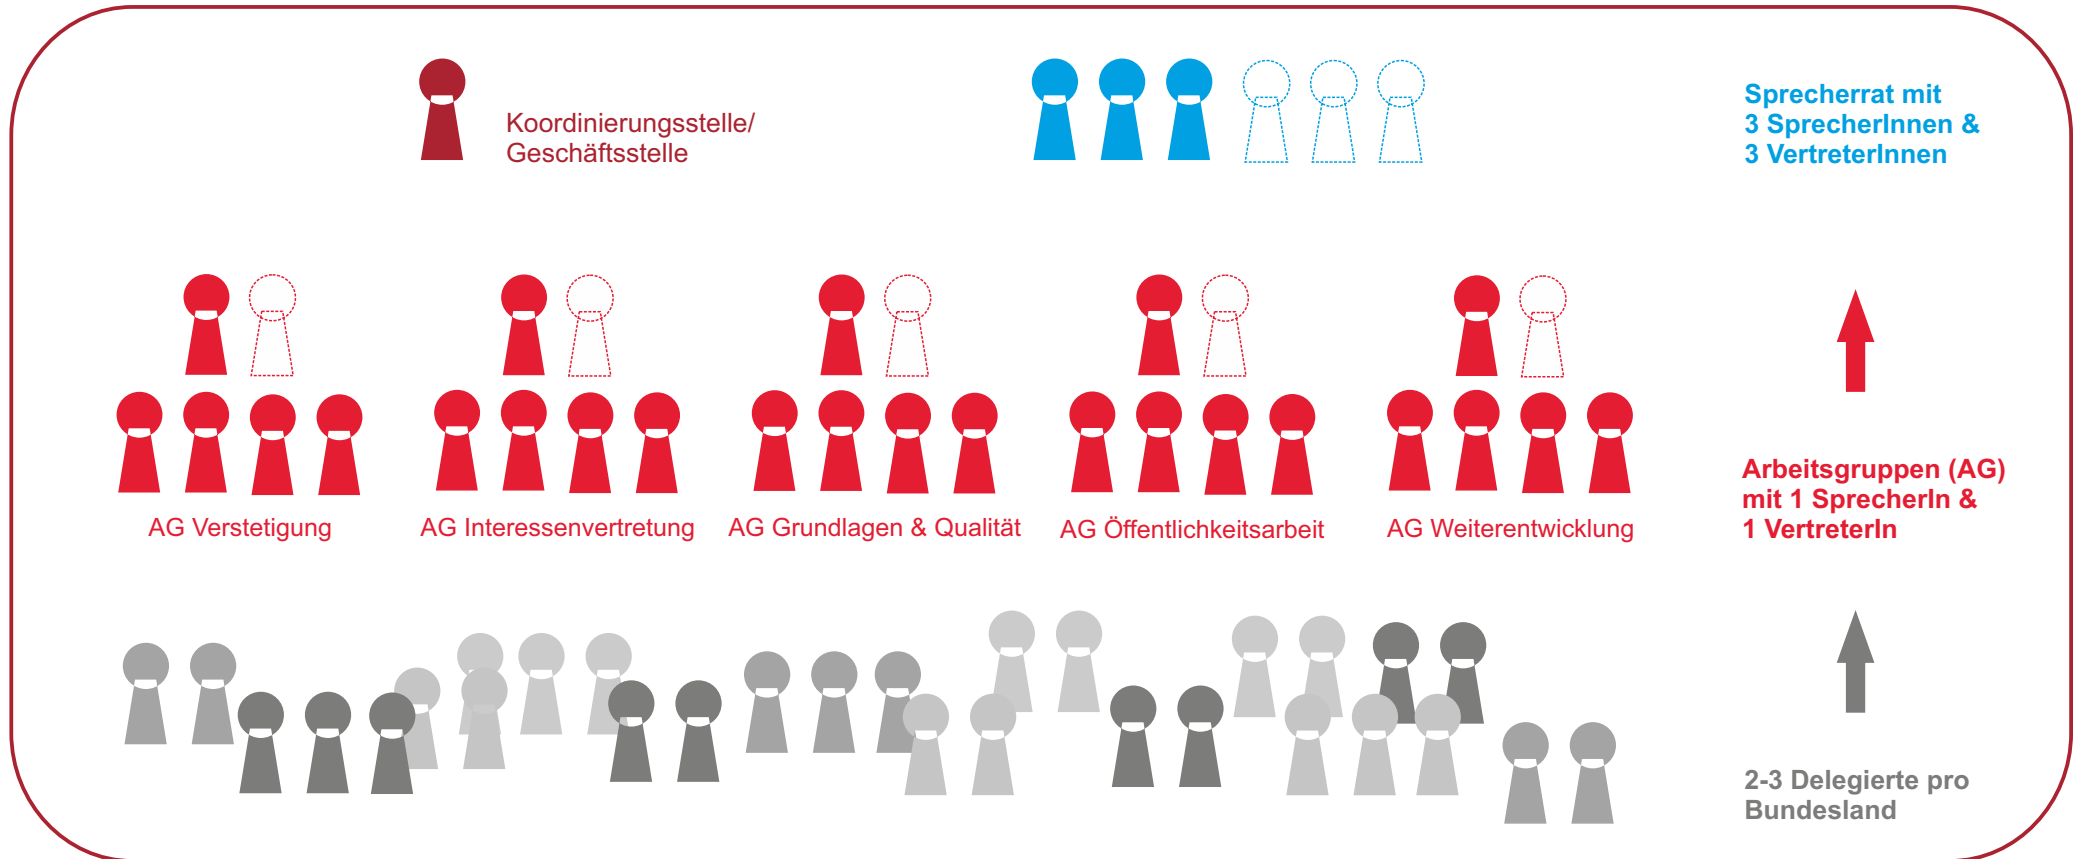 Koordinierungsstelle/
Geschäftsstelle
Sprecherrat mit
3 SprecherInnen &
3 VertreterInnen
AG Verstetigung
AG Interessenvertretung
AG Grundlagen & Qualität
AG Öffentlichkeitsarbeit
AG Weiterentwicklung
Arbeitsgruppen (AG)
mit 1 SprecherIn &
1 VertreterIn
2-3 Delegierte pro
Bundesland